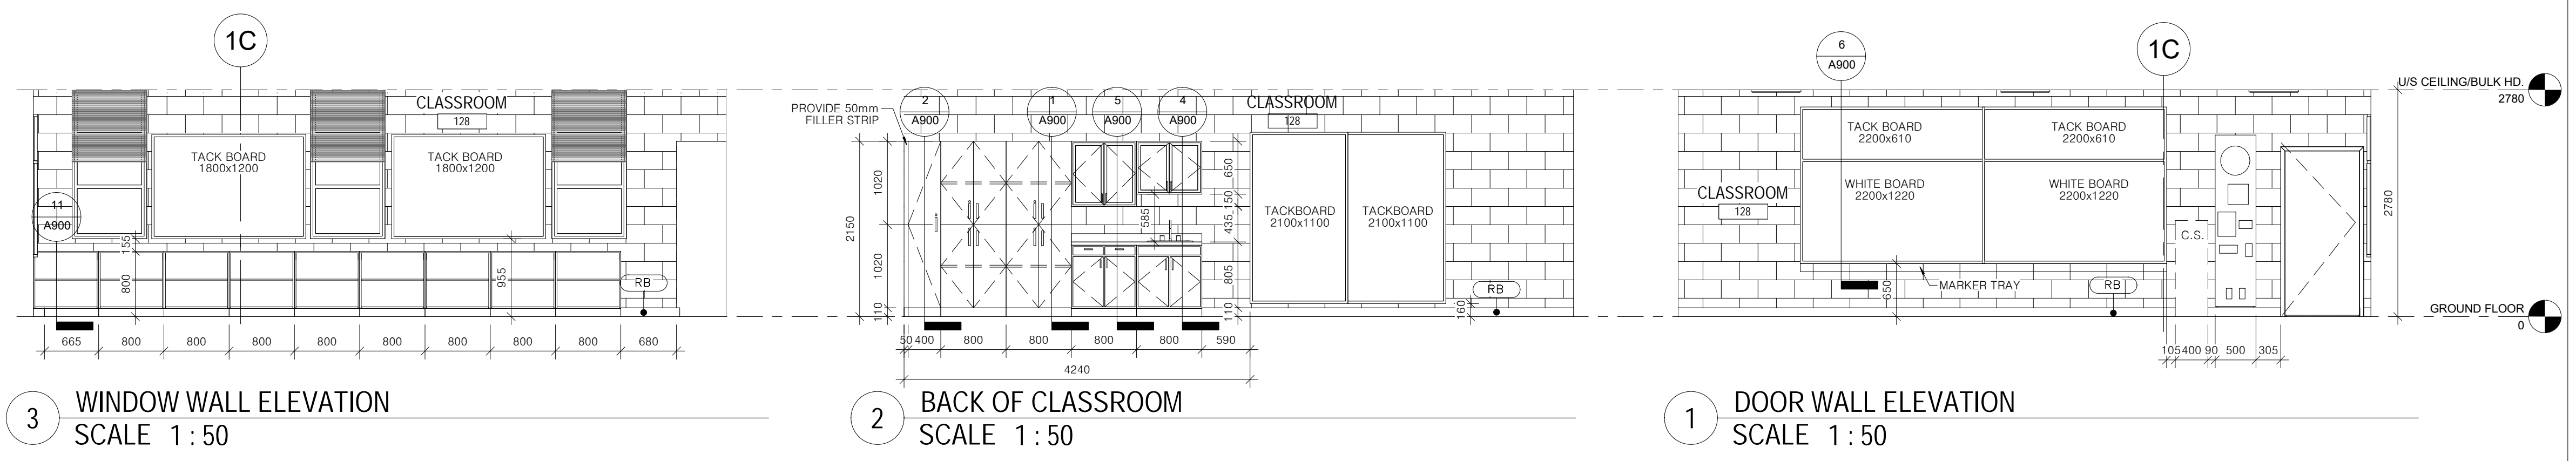 1C
CLASSROOM
128
TACK BOARD
1800x1200
TACK BOARD
1800x1200
11
A900
155
800
955
RB
665
800
800
800
800
800
800
800
800
680
3
WINDOW WALL ELEVATION
SCALE 1 : 50
PROVIDE 50mm
FILLER STRIP
2
A900
1
A900
5
A900
4
A900
CLASSROOM
128
2150
1020
1020
110
585
650
150
435
805
110
TACKBOARD
2100x1100
TACKBOARD
2100x1100
160
RB
50
400
800
800
800
800
590
4240
2
BACK OF CLASSROOM
SCALE 1 : 50
6
A900
1C
TACK BOARD
2200x610
TACK BOARD
2200x610
CLASSROOM
128
WHITE BOARD
2200x1220
WHITE BOARD
2200x1220
C.S.
650
MARKER TRAY
RB
105
400
90
500
305
2780
U/S CEILING/BULK HD.
2780
GROUND FLOOR
0
1
DOOR WALL ELEVATION
SCALE 1 : 50